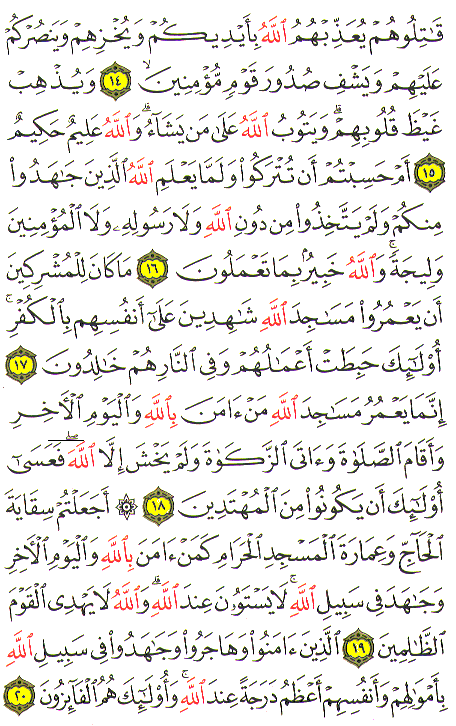 قَٰتِلُوهُمْ يُعَذِّبْهُمُ ٱللَّهُ بِأَيْدِيكُمْ وَيُخْزِهِمْ وَيَنصُرْكُمْ
عَلَيْهِمْ وَيَشْفِ صُدُورَ قَوْمٍ مُّؤْمِنِينَ ۙ ١٤ وَيُذْهِبْ
غَيْظَ قُلُوبِهِمْ ۗ وَيَتُوبُ ٱللَّهُ عَلَىٰ مَن يَشَآءُ ۗ وَٱللَّهُ عَلِيمٌ حَكِيمٌ
١٥ أَمْ حَسِبْتُمْ أَن تُتْرَكُوا۟ وَلَمَّا يَعْلَمِ ٱللَّهُ ٱلَّذِينَ جَٰهَدُوا۟
مِنكُمْ وَلَمْ يَتَّخِذُوا۟ مِن دُونِ ٱللَّهِ وَلَا رَسُولِهِۦ وَلَا ٱلْمُؤْمِنِينَ
وَلِيجَةً ۚ وَٱللَّهُ خَبِيرٌۢ بِمَا تَعْمَلُونَ ١٦ مَا كَانَ لِلْمُشْرِكِينَ
أَن يَعْمُرُوا۟ مَسَٰجِدَ ٱللَّهِ شَٰهِدِينَ عَلَىٰٓ أَنفُسِهِم بِٱلْكُفْرِ ۚ
أُو۟لَٰٓئِكَ حَبِطَتْ أَعْمَٰلُهُمْ وَفِى ٱلنَّارِ هُمْ خَٰلِدُونَ ١٧
إِنَّمَا يَعْمُرُ مَسَٰجِدَ ٱللَّهِ مَنْ ءَامَنَ بِٱللَّهِ وَٱلْيَوْمِ ٱلْءَاخِرِ
وَأَقَامَ ٱلصَّلَوٰةَ وَءَاتَى ٱلزَّكَوٰةَ وَلَمْ يَخْشَ إِلَّا ٱللَّهَ ۖ فَعَسَىٰٓ
أُو۟لَٰٓئِكَ أَن يَكُونُوا۟ مِنَ ٱلْمُهْتَدِينَ ١٨ ۞ أَجَعَلْتُمْ سِقَايَةَ
ٱلْحَآجِّ وَعِمَارَةَ ٱلْمَسْجِدِ ٱلْحَرَامِ كَمَنْ ءَامَنَ بِٱللَّهِ وَٱلْيَوْمِ ٱلْءَاخِرِ
وَجَٰهَدَ فِى سَبِيلِ ٱللَّهِ ۚ لَا يَسْتَوُۥنَ عِندَ ٱللَّهِ ۗ وَٱللَّهُ لَا يَهْدِى ٱلْقَوْمَ
ٱلظَّٰلِمِينَ ١٩ ٱلَّذِينَ ءَامَنُوا۟ وَهَاجَرُوا۟ وَجَٰهَدُوا۟ فِى سَبِيلِ ٱللَّهِ
بِأَمْوَٰلِهِمْ وَأَنفُسِهِمْ أَعْظَمُ دَرَجَةً عِندَ ٱللَّهِ ۚ وَأُو۟لَٰٓئِكَ هُمُ ٱلْفَآئِزُونَ ٢٠